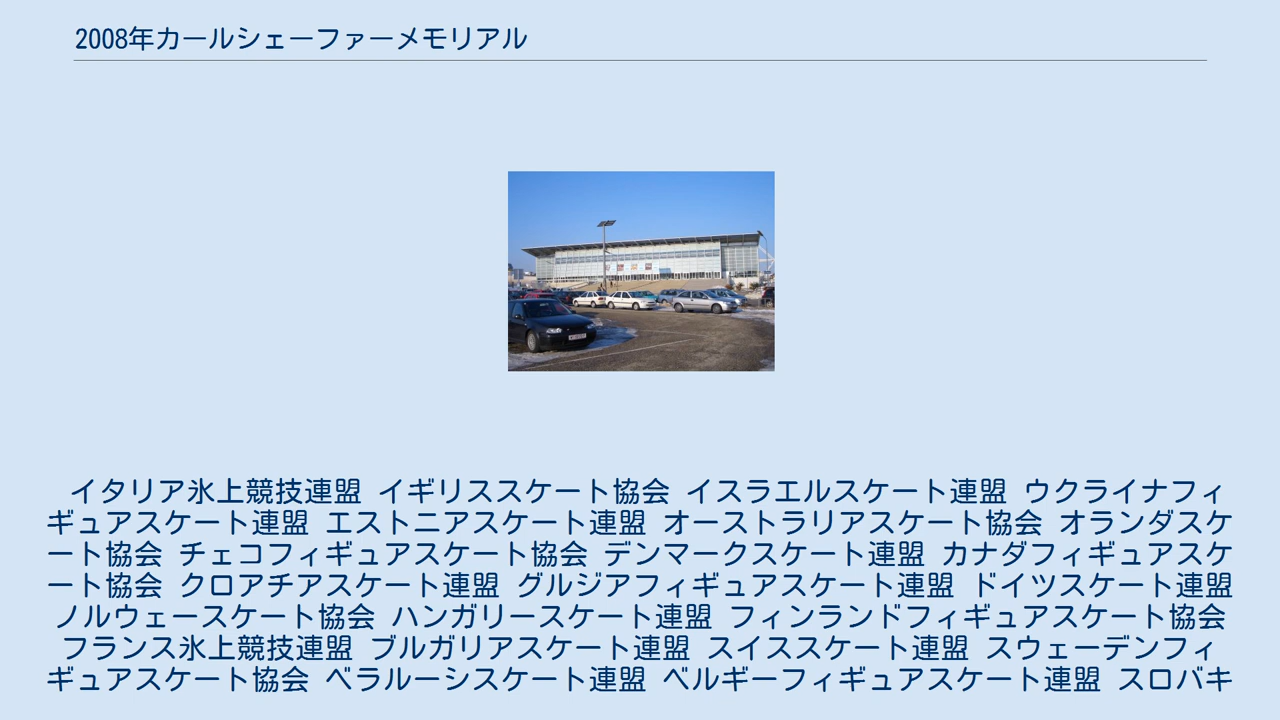 2008年カールシェーファーメモリアル
イタリア氷上競技連盟 イギリススケート協会 イスラエルスケート連盟 ウクライナフィ
ギュアスケート連盟 エストニアスケート連盟 オーストラリアスケート協会 オランダスケ
ート協会 チェコフィギュアスケート協会 デンマークスケート連盟 カナダフィギュアスケ
ート協会 クロアチアスケート連盟 グルジアフィギュアスケート連盟 ドイツスケート連盟
ノルウェースケート協会 ハンガリースケート連盟 フィンランドフィギュアスケート協会
フランス氷上競技連盟 ブルガリアスケート連盟 スイススケート連盟 スウェーデンフィ
ギュアスケート協会 ベラルーシスケート連盟 ベルギーフィギュアスケート連盟 スロバキ